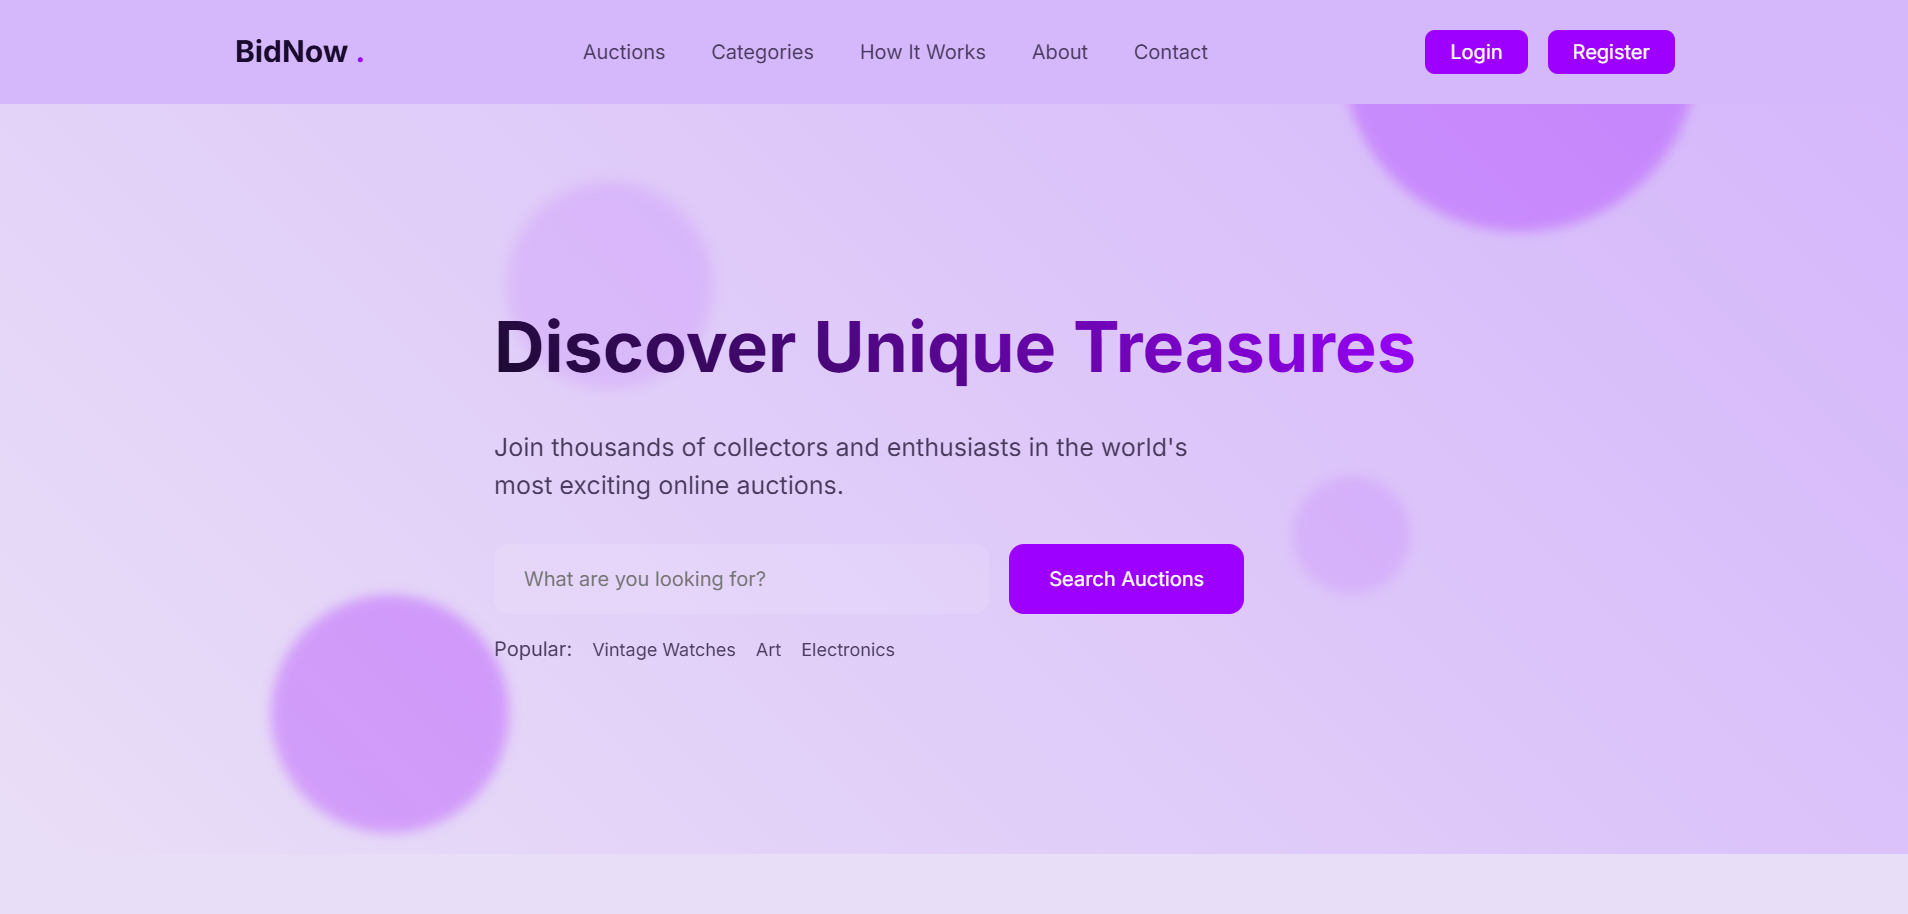 BidNow .
Auctions
Categories
How It Works
About
Contact
Login
Register
Discover Unique Treasures
Join thousands of collectors and enthusiasts in the world's
most exciting online auctions.
What are you looking for?
Search Auctions
Popular: Vintage Watches Art Electronics